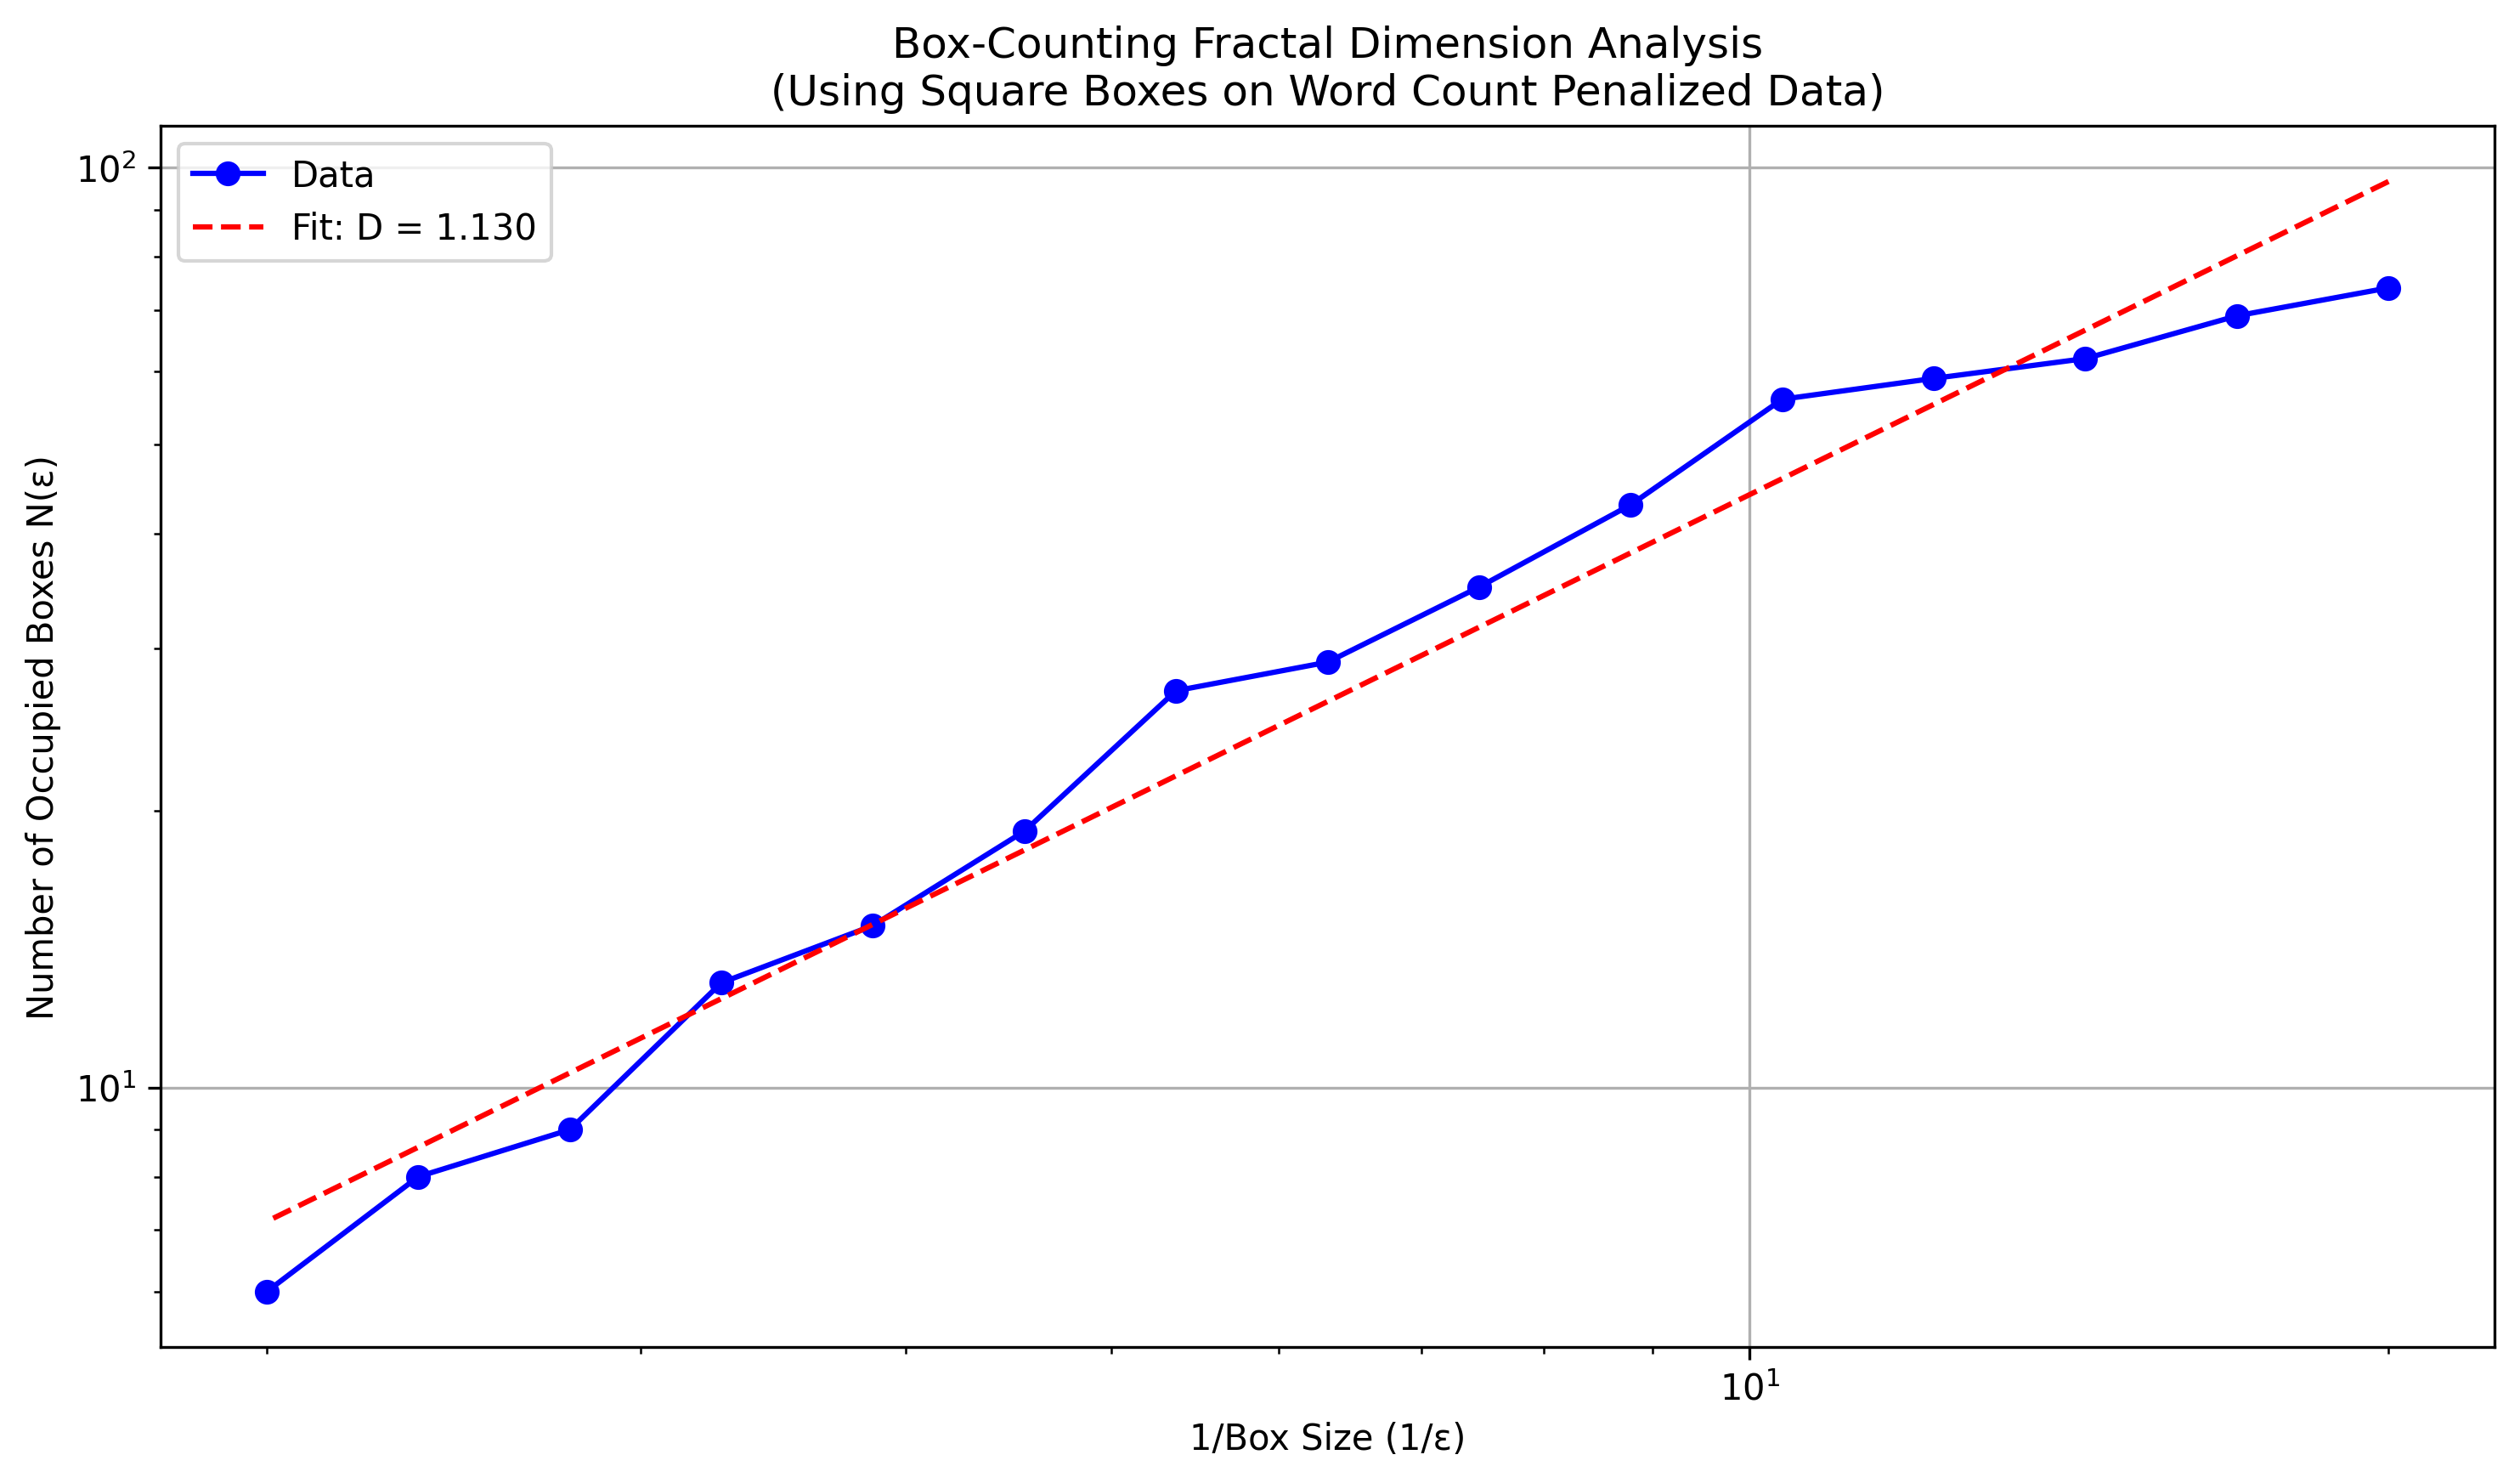 Box-Counting Fractal Dimension Analysis
(Using Square Boxes on Word Count Penalized Data)
10²
Data
Fit: D = 1.130
Number of Occupied Boxes N(ε)
10¹
10¹
1/Box Size (1/ε)